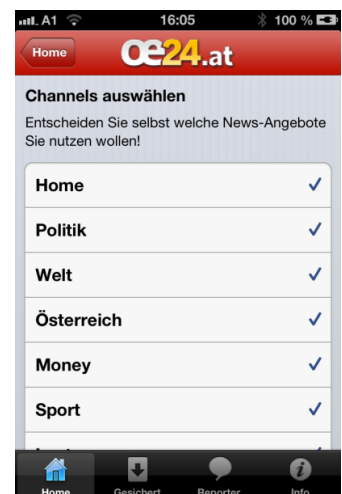 A1 16:05 100 %
Home oe24.at
Channels auswählen
Entscheiden Sie selbst welche News-Angebote
Sie nutzen wollen!
Home
Politik
Welt
Österreich
Money
Sport
Home Gesichert Reporter Info